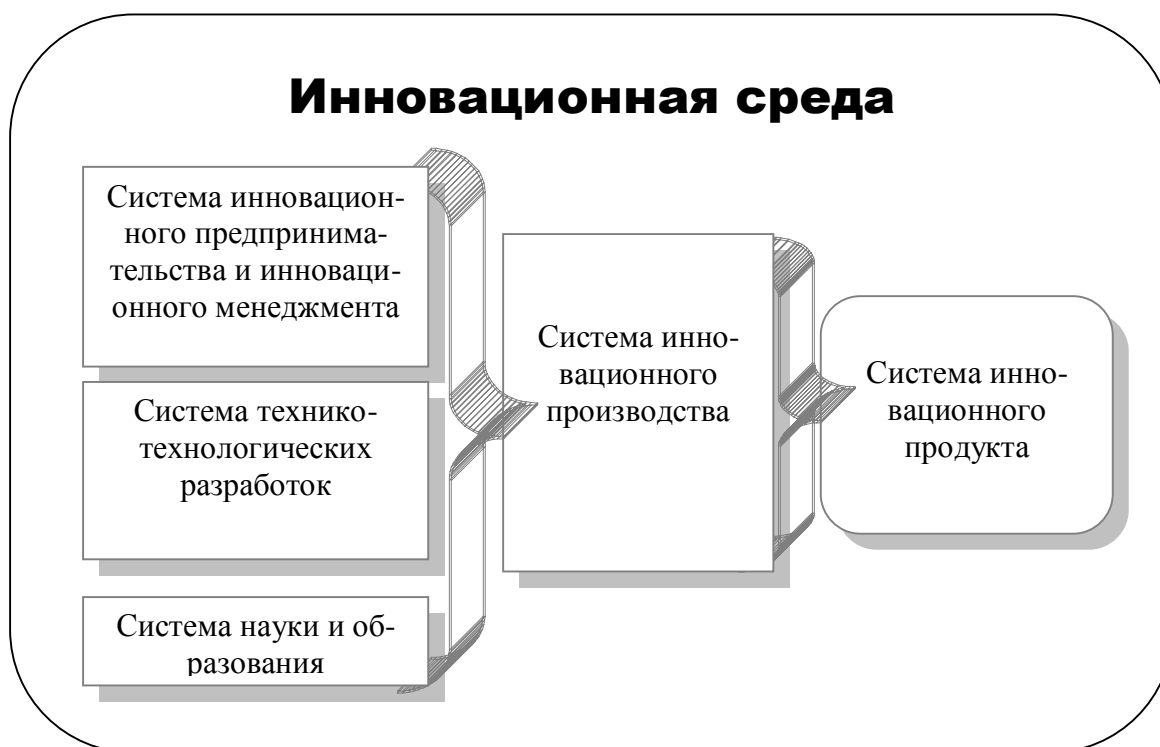 Инновационная среда
Система инновацион-
ного предпринима-
тельства и инноваци-
онного менеджмента
Система технико-
технологических
разработок
Система науки и об-
разования
Система инно-
вационного
производства
Система инно-
вационного
продукта